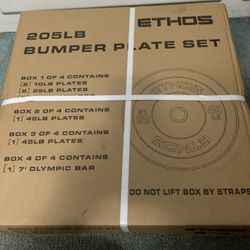 ETHOS
205LB
BUMPER PLATE SET
BOX 1 OF 4 CONTAINS
[2] 10LB PLATES
[2] 25LB PLATES
BOX 2 OF 4 CONTAINS
[1] 45LB PLATES
BOX 3 OF 4 CONTAINS
[1] 45LB PLATES
BOX 4 OF 4 CONTAINS
[1] 7' OLYMPIC BAR
ETHOS
ETHOS
DO NOT LIFT BOX BY STRAPS